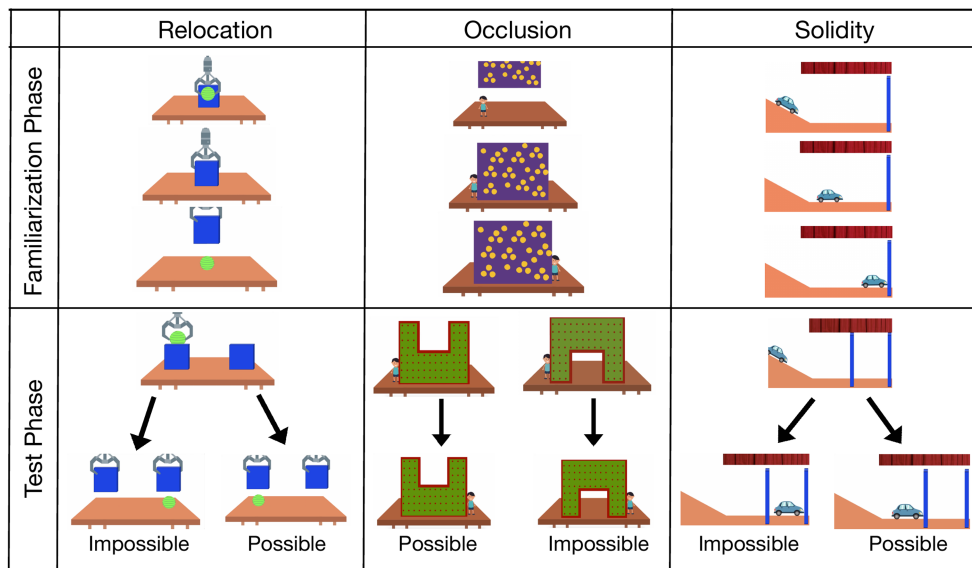 Relocation
Occlusion
Solidity
Familiarization Phase
Test Phase
Impossible
Possible
Possible
Impossible
Impossible
Possible